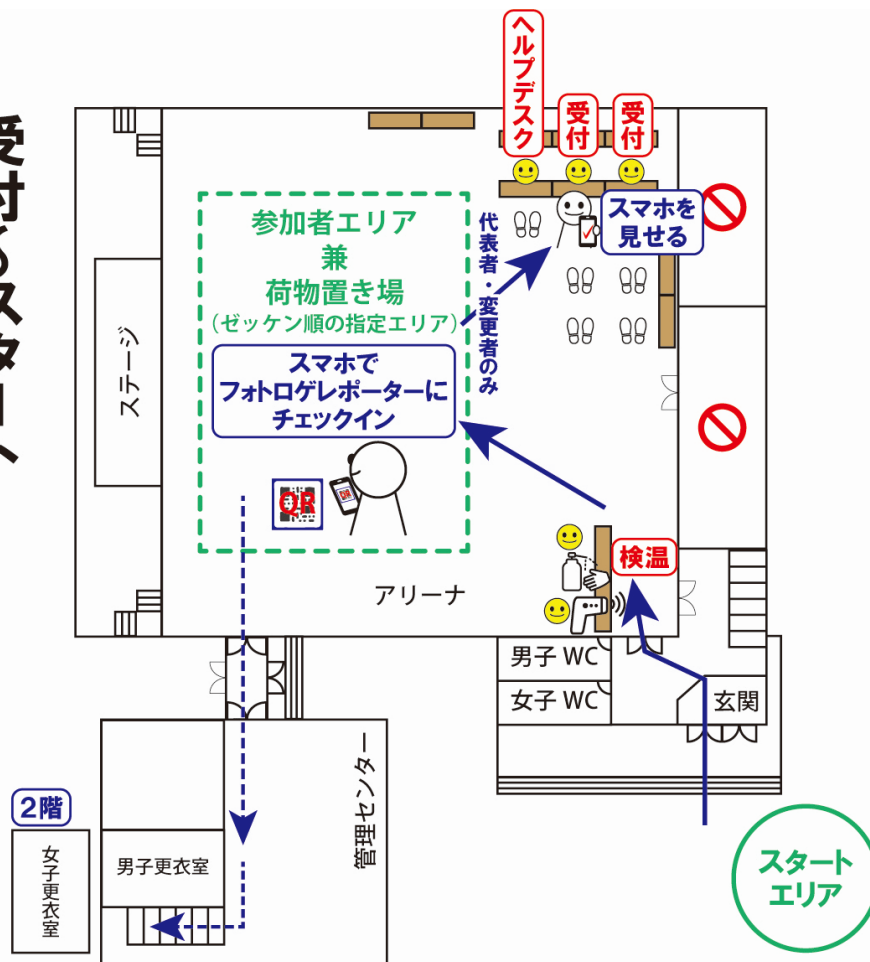 受付〜スタート
ヘルプデスク
受付
受付
スマホを
見せる
代表者・変更者のみ
参加者エリア
兼
荷物置き場
（ゼッケン順の指定エリア）
スマホで
フォトロゲレポーターに
チェックイン
QR
QR
ステージ
アリーナ
検温
男子 WC
女子 WC
玄関
管理センター
2階
女子更衣室
男子更衣室
スタート
エリア